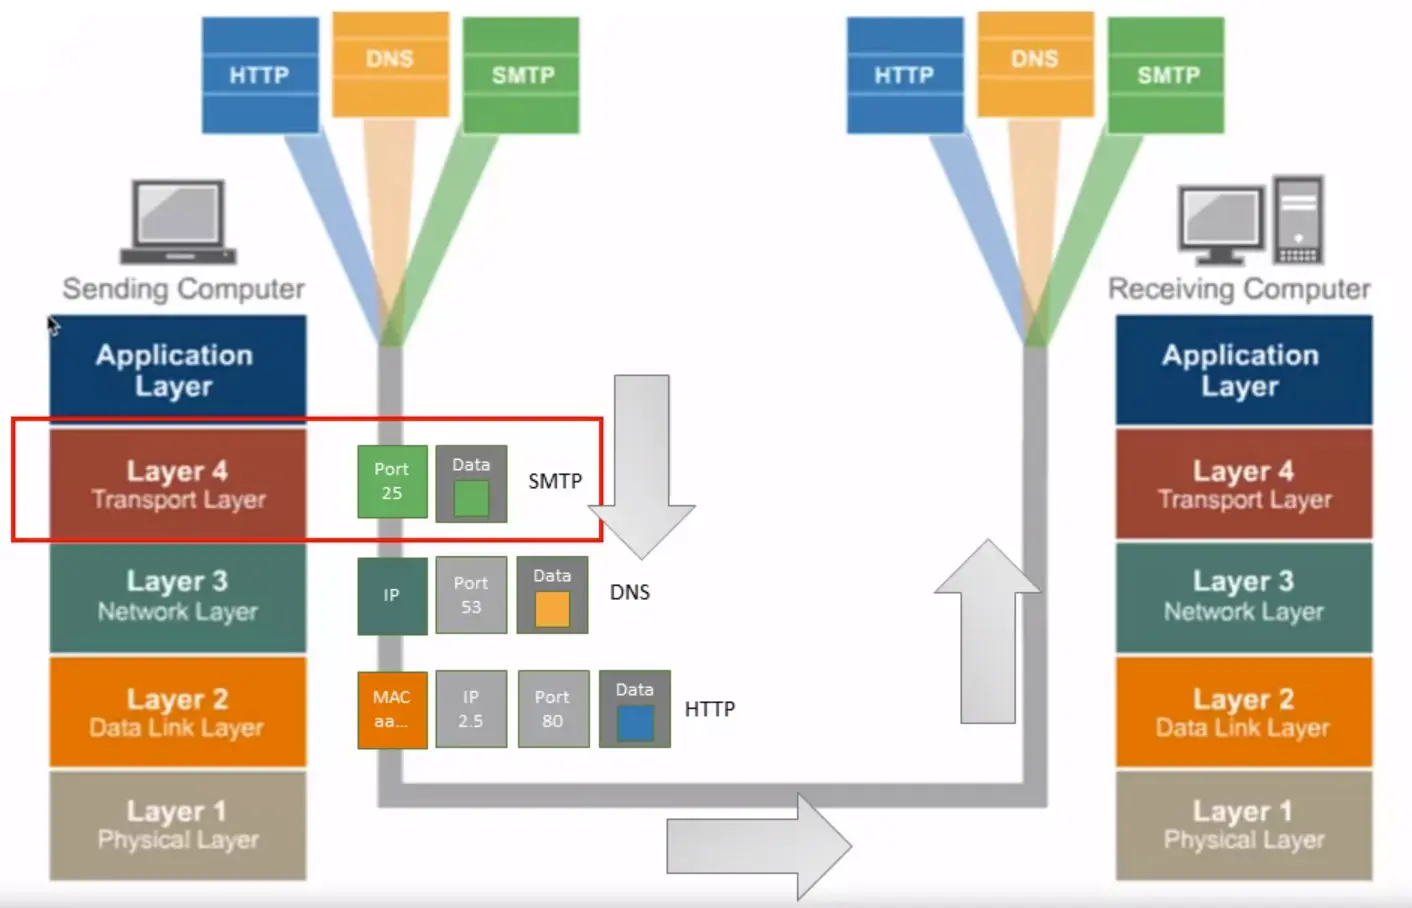 HTTP
DNS
SMTP
HTTP
DNS
SMTP
Sending Computer
Receiving Computer
Application
Layer
Layer 4
Transport Layer
Port
25
Data
SMTP
Layer 3
Network Layer
IP
Port
53
Data
DNS
Layer 2
Data Link Layer
MAC
aa...
IP
2.5
Port
80
Data
HTTP
Layer 1
Physical Layer
Application
Layer
Layer 4
Transport Layer
Layer 3
Network Layer
Layer 2
Data Link Layer
Layer 1
Physical Layer